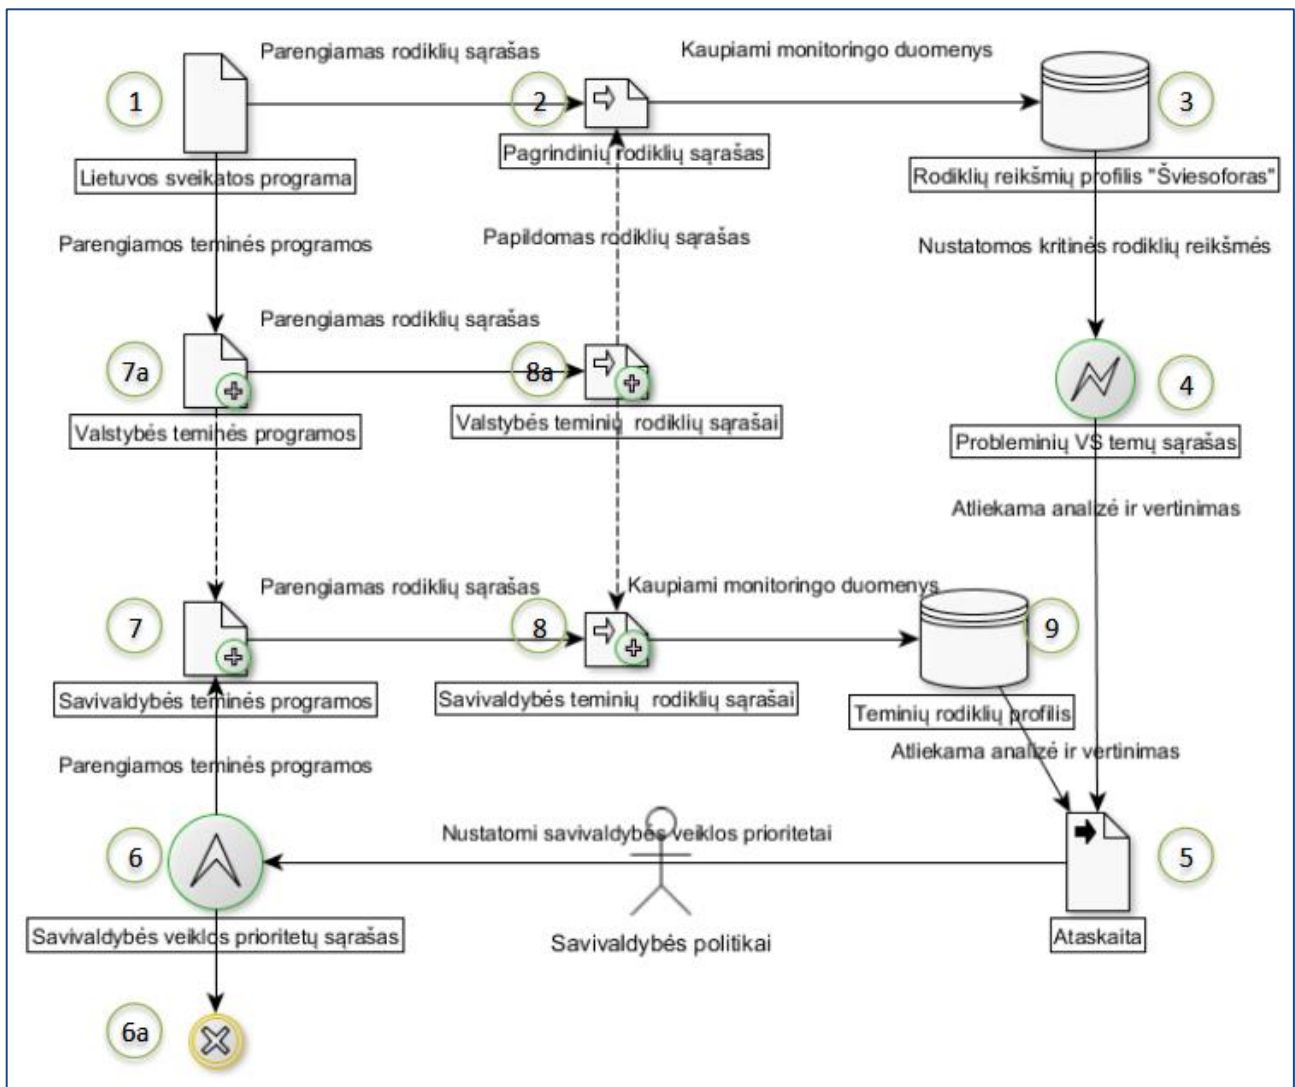 Parengiamas rodiklių sąrašas
Kaupiami monitoringo duomenys
1
2
3
Lietuvos sveikatos programa
Pagrindinių rodiklių sąrašas
Rodiklių reikšmių profilis "Šviesoforas"
Parengiamos teminės programos
Papildomas rodiklių sąrašas
Nustatomos kritinės rodiklių reikšmės
Parengiamas rodiklių sąrašas
7a
8a
4
Valstybės teminės programos
Valstybės teminių rodiklių sąrašai
Probleminių VS temų sąrašas
Atliekama analizė ir vertinimas
Parengiamas rodiklių sąrašas
Kaupiami monitoringo duomenys
7
8
9
Savivaldybės teminės programos
Savivaldybės teminių rodiklių sąrašai
Teminių rodiklių profilis
Parengiamos teminės programos
Atliekama analizė ir vertinimas
Nustatomi savivaldybės veiklos prioritetai
6
5
Savivaldybės veiklos prioritetų sąrašas
Savivaldybės politikai
Ataskaita
6a